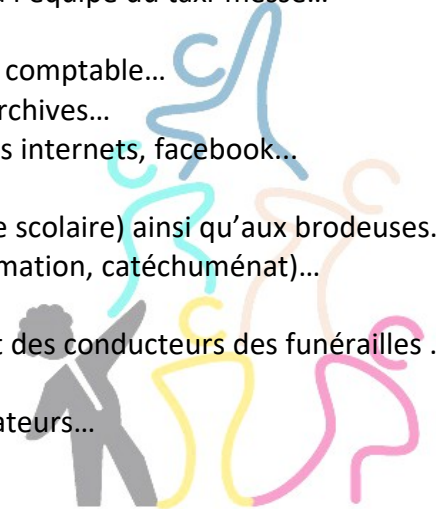 l'équipe du taxi-messe…
comptable…
rchives…
s internets, facebook...
e scolaire) ainsi qu'aux brodeuses.
mation, catéchuménat)…
t des conducteurs des funérailles .
ateurs…